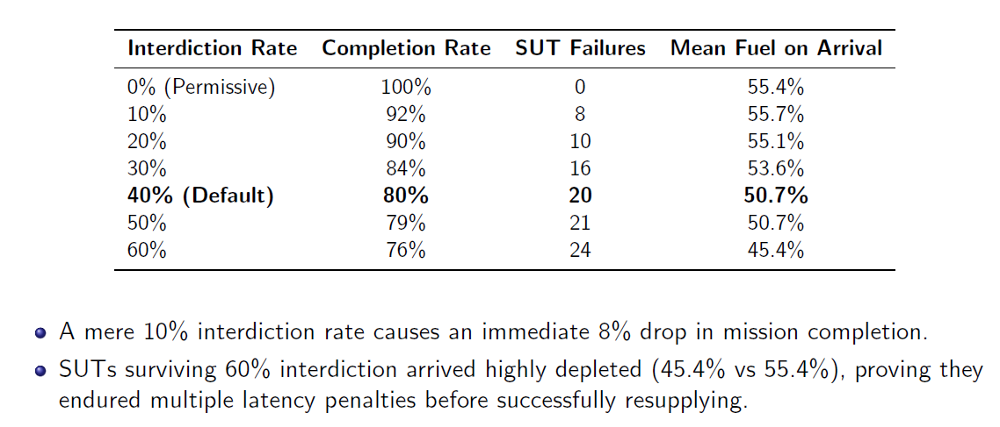 Interdiction Rate Completion Rate SUT Failures Mean Fuel on Arrival
0% (Permissive) 100% 0 55.4%
10% 92% 8 55.7%
20% 90% 10 55.1%
30% 84% 16 53.6%
40% (Default) 80% 20 50.7%
50% 79% 21 50.7%
60% 76% 24 45.4%
A mere 10% interdiction rate causes an immediate 8% drop in mission completion.
SUTs surviving 60% interdiction arrived highly depleted (45.4% vs 55.4%), proving they
endured multiple latency penalties before successfully resupplying.